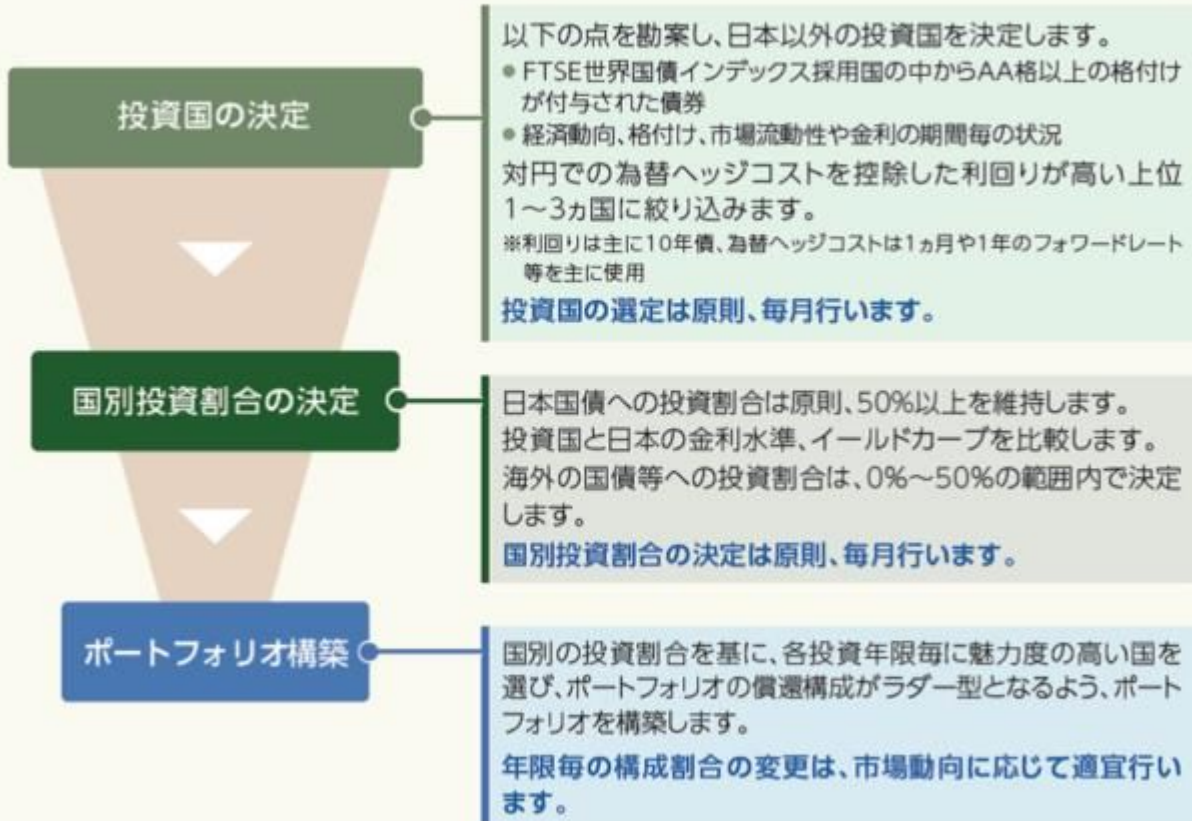 投資国の決定
以下の点を勘案し、日本以外の投資国を決定します。
● FTSE世界国債インデックス採用国の中からAA格以上の格付け
が付与された債券
● 経済動向、格付け、市場流動性や金利の期間毎の状況
対円での為替ヘッジコストを控除した利回りが高い上位
1〜3ヵ国に絞り込みます。
※利回りは主に10年債、為替ヘッジコストは1ヵ月や1年のフォワードレート
等を主に使用
投資国の選定は原則、毎月行います。
国別投資割合の決定
日本国債への投資割合は原則、50%以上を維持します。
投資国と日本の金利水準、イールドカーブを比較します。
海外の国債等への投資割合は、0%〜50%の範囲内で決定
します。
国別投資割合の決定は原則、毎月行います。
ポートフォリオ構築
国別の投資割合を基に、各投資年限毎に魅力度の高い国を
選び、ポートフォリオの償還構成がラダー型となるよう、ポート
フォリオを構築します。
年限毎の構成割合の変更は、市場動向に応じて適宜行い
ます。